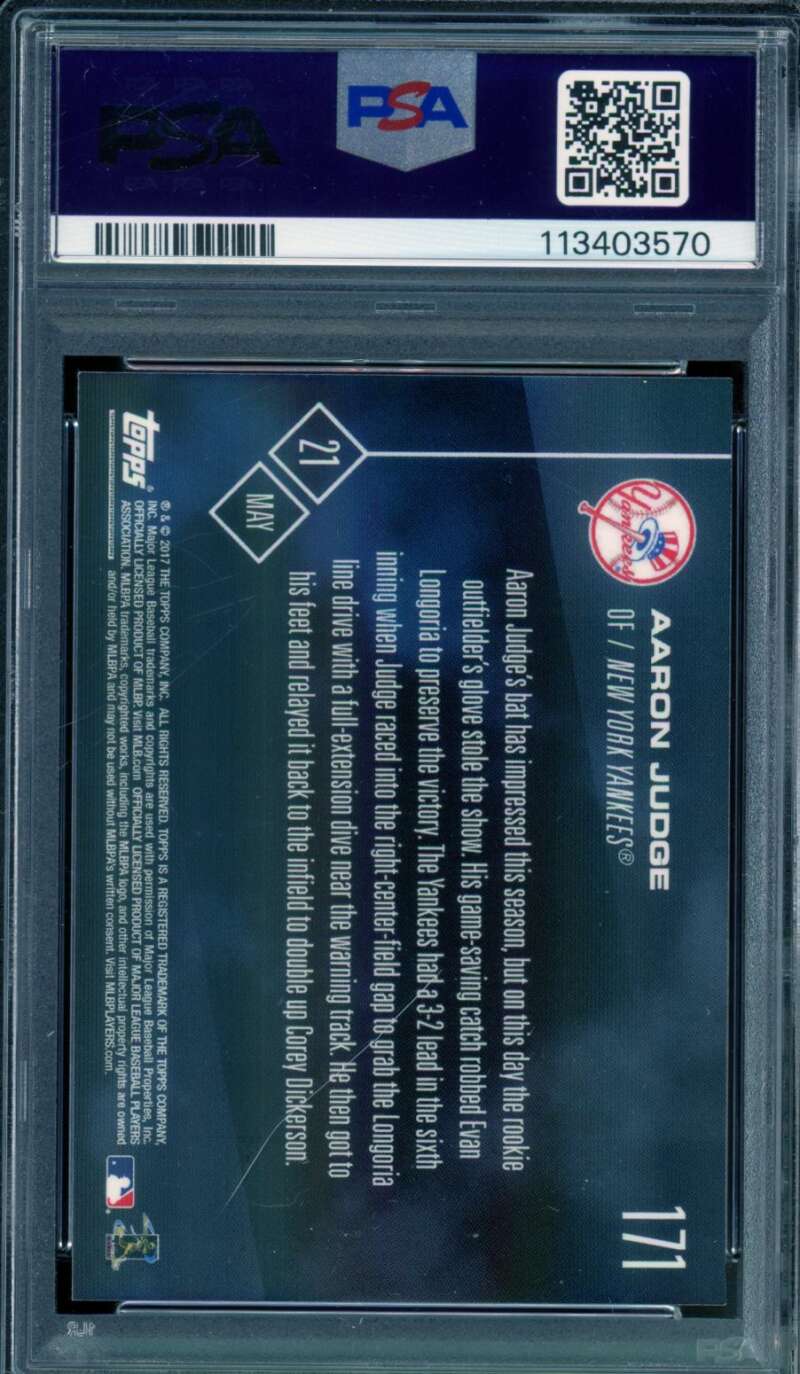 PSA
PSA
113403570
171
AARON JUDGE
OF / NEW YORK YANKEES®
Yankees
Aaron Judge's bat has impressed this season, but on this day the rookie
outfielder's glove stole the show. His game-saving catch robbed Evan
Longoria to preserve the victory. The Yankees had a 3-2 lead in the sixth
inning when Judge raced into the right-center-field gap to grab the Longoria
line drive with a full-extension dive near the warning track. He then got to
his feet and relayed it back to the infield to double up Corey Dickerson.
21
MAY
topps®
® & © 2017 THE TOPPS COMPANY, INC. ALL RIGHTS RESERVED. TOPPS IS A REGISTERED TRADEMARK OF THE TOPPS COMPANY,
INC. Major League Baseball trademarks and copyrights are used with permission of Major League Baseball Properties, Inc.
OFFICIALLY LICENSED PRODUCT OF MLBP. Visit MLB.com OFFICIALLY LICENSED PRODUCT OF MAJOR LEAGUE BASEBALL PLAYERS
ASSOCIATION. MLBPA trademarks, copyrighted works, including the MLBPA logo, and other intellectual property rights are owned
and/or held by MLBPA and may not be used without MLBPA's written consent. Visit MLBPLAYERS.com.
PSA